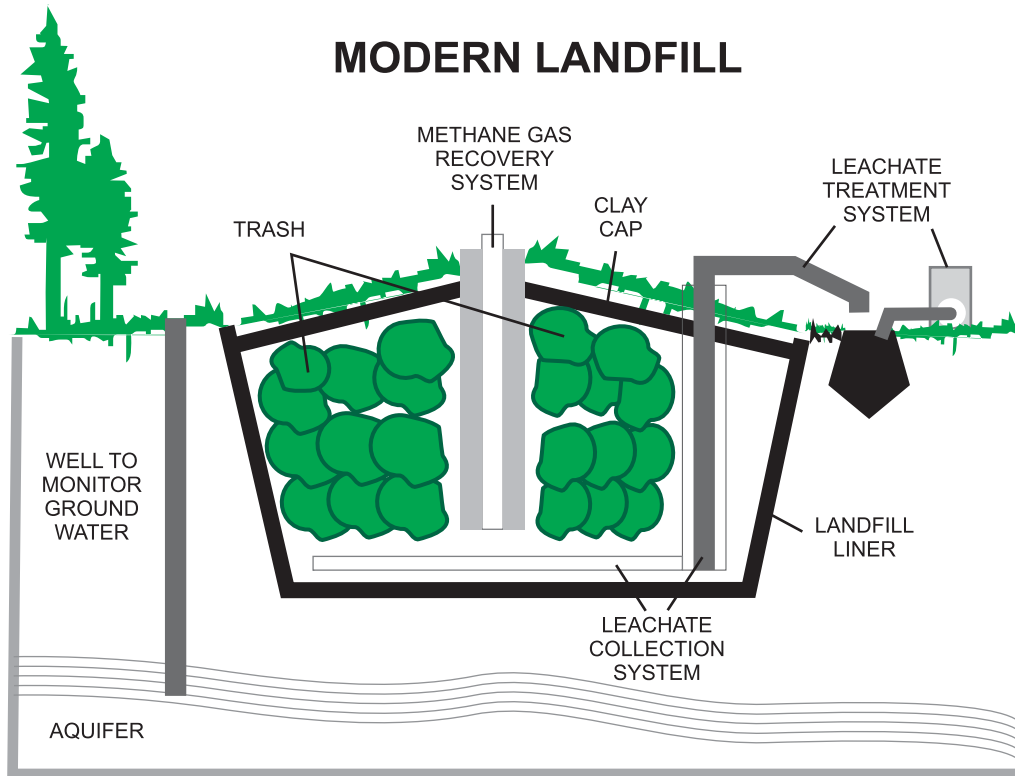 MODERN LANDFILL
METHANE GAS
RECOVERY
SYSTEM
LEACHATE
TREATMENT
SYSTEM
TRASH
CLAY
CAP
WELL TO
MONITOR
GROUND
WATER
LANDFILL
LINER
LEACHATE
COLLECTION
SYSTEM
AQUIFER